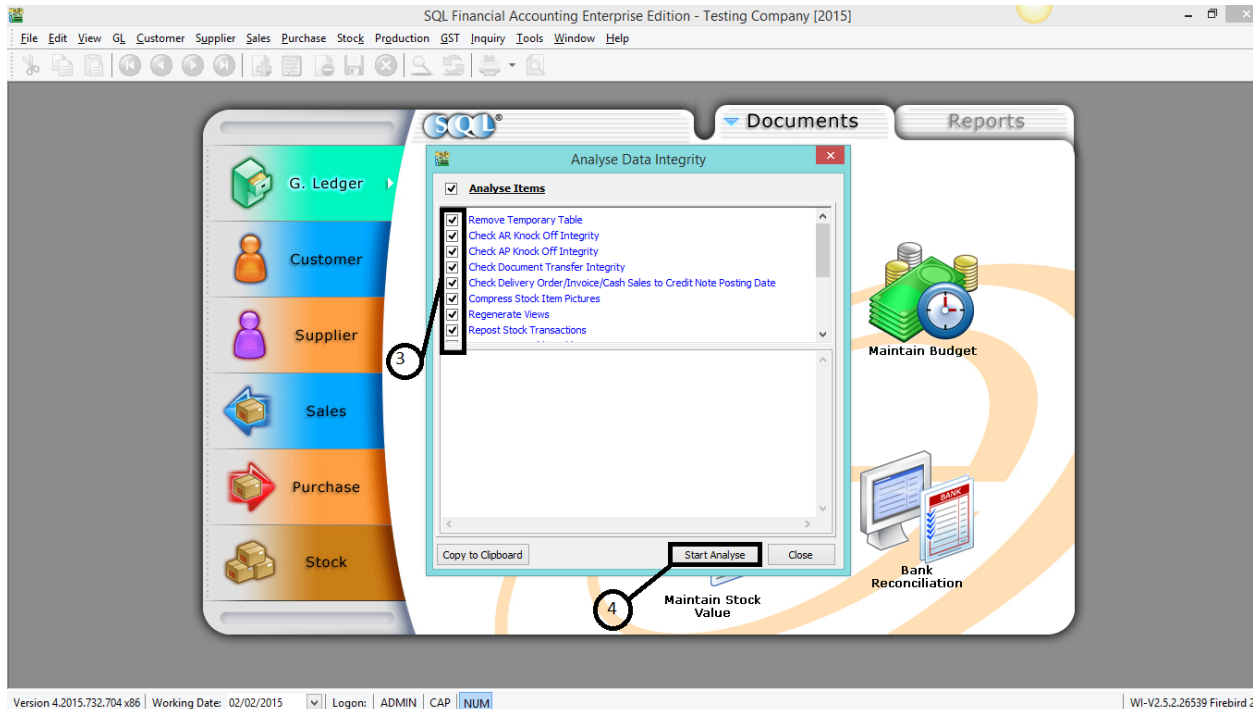 SQL Financial Accounting Enterprise Edition - Testing Company [2015]
File Edit View GL Customer Supplier Sales Purchase Stock Production GST Inquiry Tools Window Help
SQL®
Documents
Reports
G. Ledger
Customer
Supplier
Sales
Purchase
Stock
Analyse Data Integrity
Analyse Items
Remove Temporary Table
Check AR Knock Off Integrity
Check AP Knock Off Integrity
Check Document Transfer Integrity
Check Delivery Order/Invoice/Cash Sales to Credit Note Posting Date
Compress Stock Item Pictures
Regenerate Views
Repost Stock Transactions
3
Copy to Clipboard
Start Analyse
Close
4
Maintain Budget
BANK
Bank
Reconciliation
Maintain Stock
Value
Version 4.2015.732.704 x86 Working Date: 02/02/2015 Logon: ADMIN CAP NUM WI-V2.5.2.26539 Firebird 2